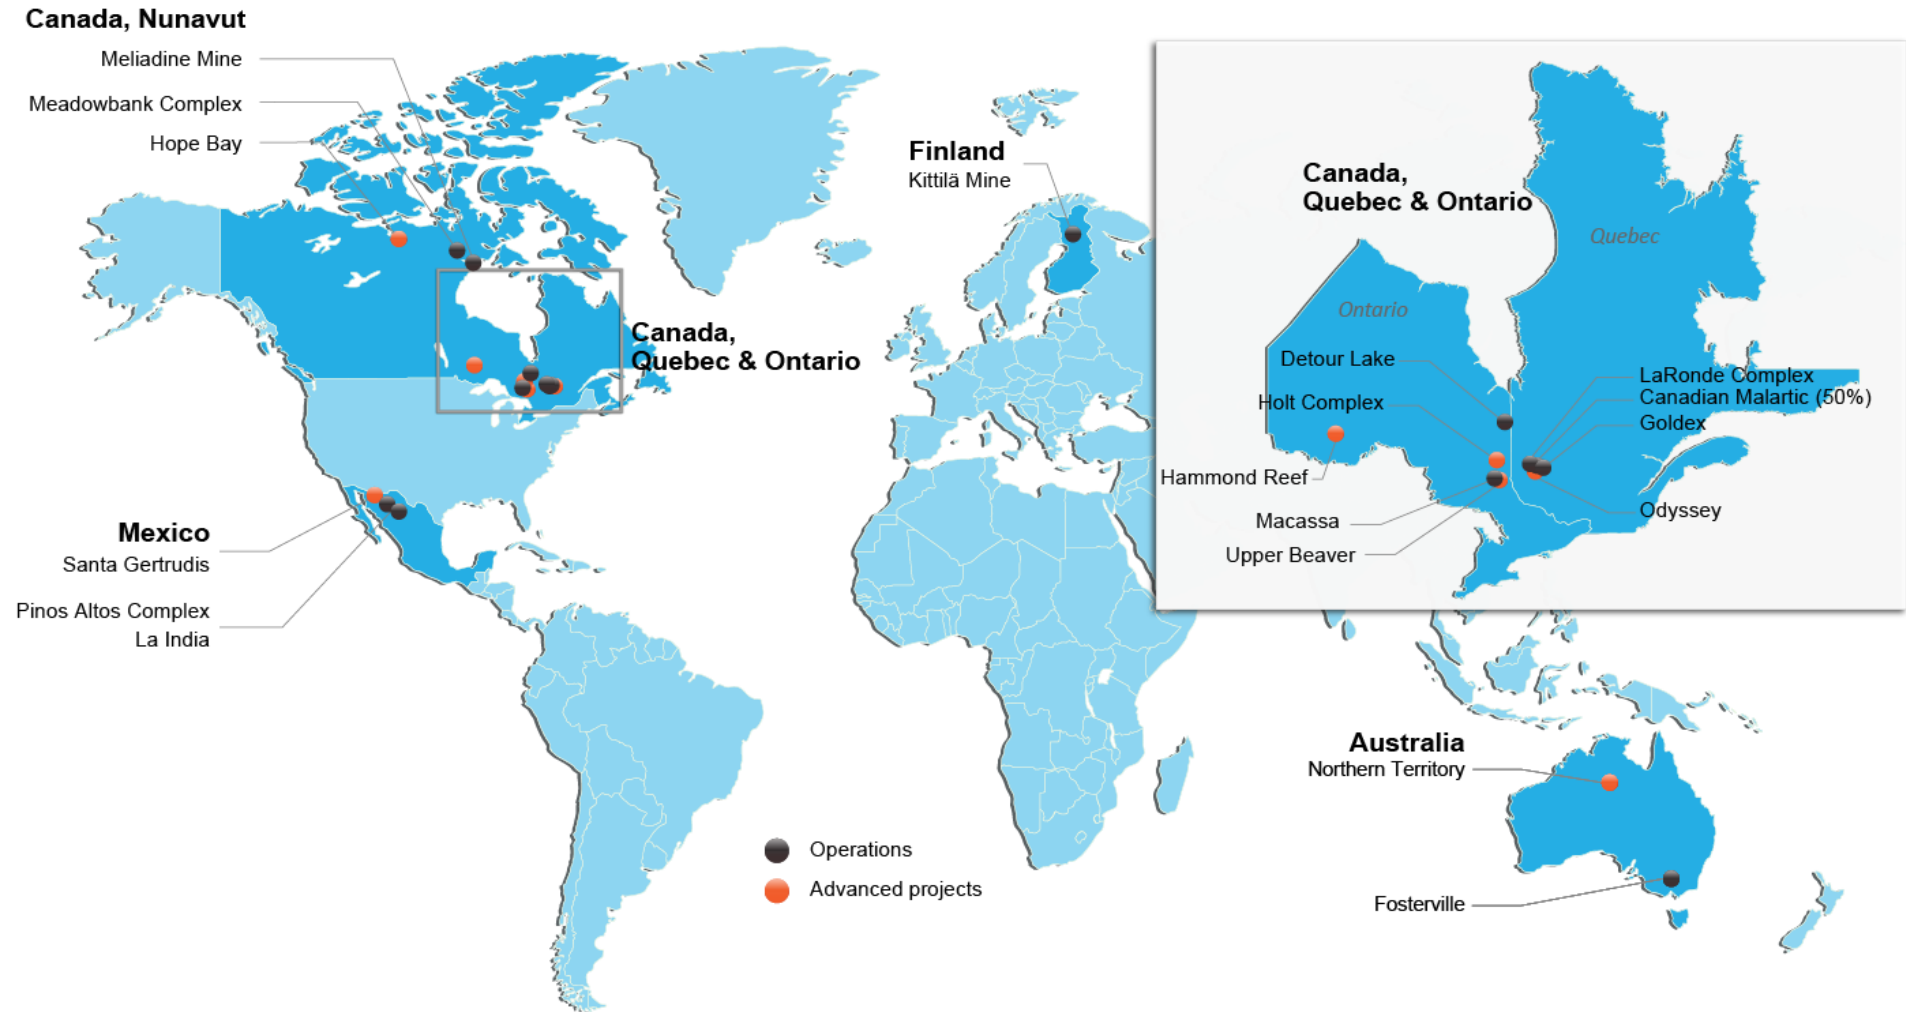 Canada, Nunavut
Meliadine Mine
Meadowbank Complex
Hope Bay
Finland
Kittilä Mine
Canada,
Quebec & Ontario
Mexico
Santa Gertrudis
Pinos Altos Complex
La India
Operations
Advanced projects
Canada,
Quebec & Ontario
Quebec
Ontario
Detour Lake
Holt Complex
Hammond Reef
Macassa
Upper Beaver
LaRonde Complex
Canadian Malartic (50%)
Goldex
Odyssey
Australia
Northern Territory
Fosterville